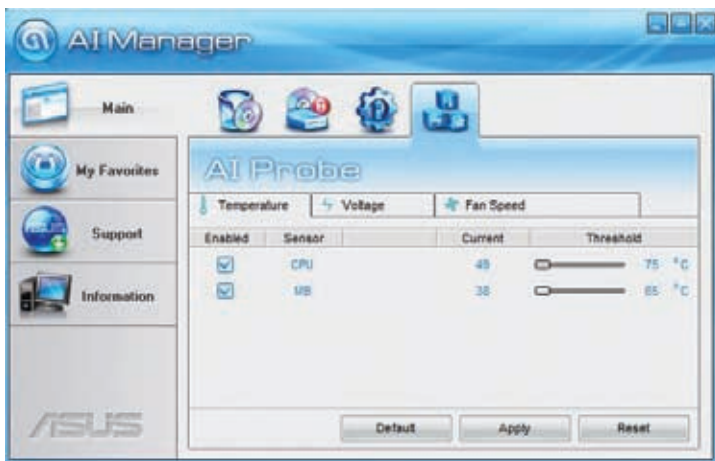 AI Manager
Main
My Favorites
Support
Information
ASUS
AI Probe
Temperature Voltage Fan Speed
Enabled Sensor Current Threshold
CPU 49 75 °C
MB 38 65 °C
Default Apply Reset